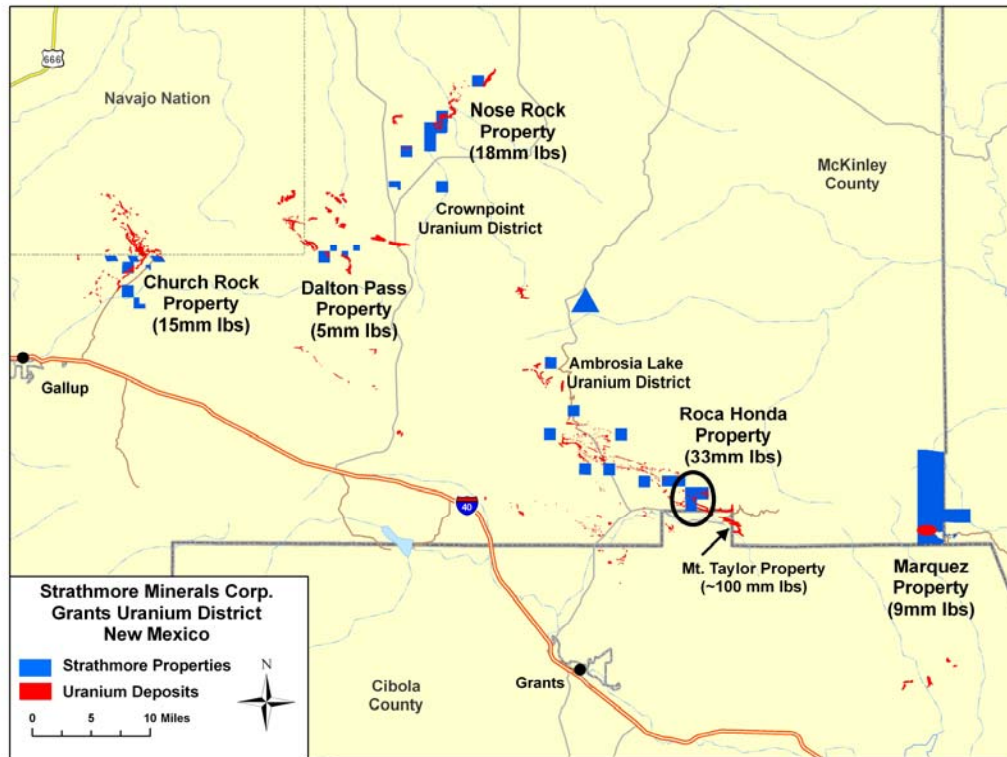 666
Navajo Nation
Nose Rock
Property
(18mm lbs)
McKinley
County
Crownpoint
Uranium District
Church Rock
Property
(15mm lbs)
Dalton Pass
Property
(5mm lbs)
Gallup
Ambrosia Lake
Uranium District
Roca Honda
Property
(33mm lbs)
40
Mt. Taylor Property
(~100 mm lbs)
Marquez
Property
(9mm lbs)
Strathmore Minerals Corp.
Grants Uranium District
New Mexico
Strathmore Properties
Uranium Deposits
N
0 5 10 Miles
Cibola
County
Grants